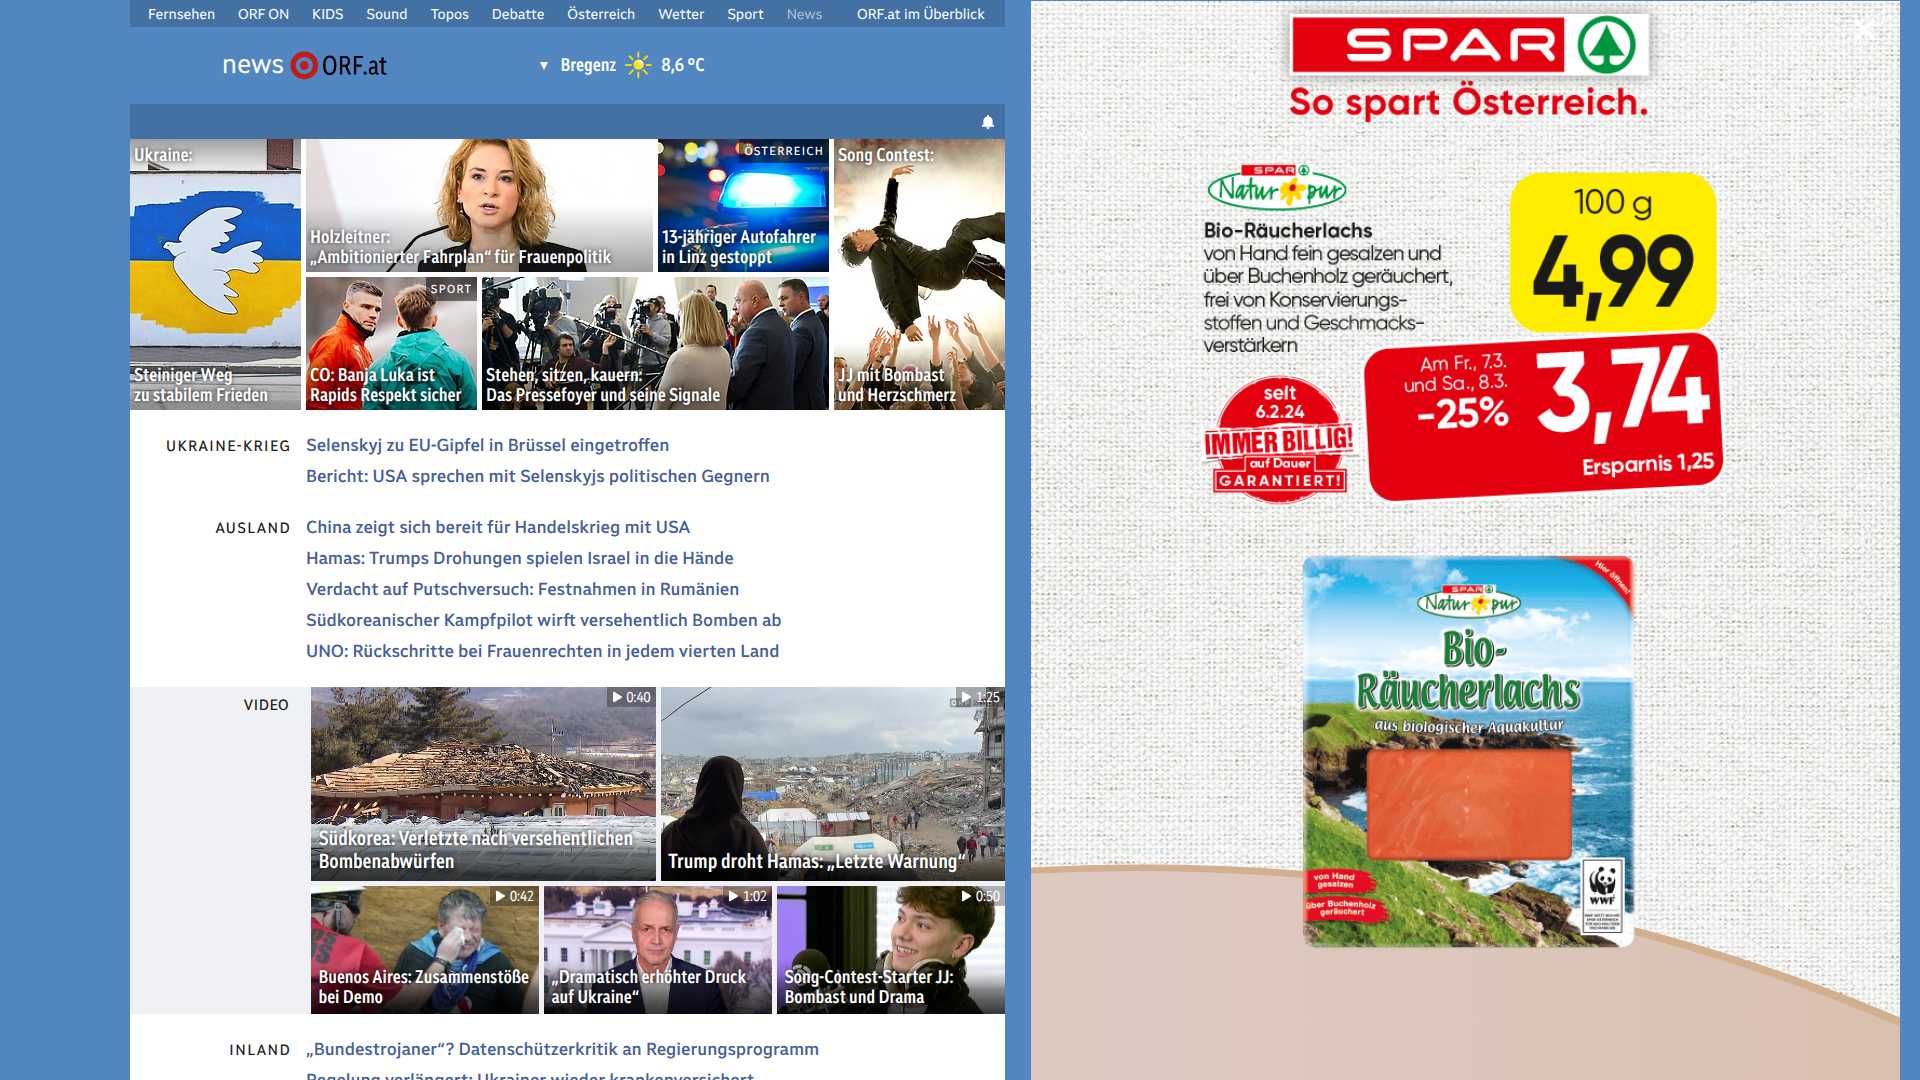 Fernsehen ORF ON KIDS Sound Topos Debatte Österreich Wetter Sport News ORF.at im Überblick
news ORF.at
Bregenz 8,6 °C
Ukraine:
Steiniger Weg
zu stabilem Frieden
Holzleitner:
„Ambitionierter Fahrplan“ für Frauenpolitik
ÖSTERREICH
13-jähriger Autofahrer
in Linz gestoppt
Song Contest:
JJ mit Bombast
und Herzschmerz
SPORT
CO: Banja Luka ist
Rapids Respekt sicher
Stehen, sitzen, kauern:
Das Pressefoyer und seine Signale
UKRAINE-KRIEG
Selenskyj zu EU-Gipfel in Brüssel eingetroffen
Bericht: USA sprechen mit Selenskyjs politischen Gegnern
AUSLAND
China zeigt sich bereit für Handelskrieg mit USA
Hamas: Trumps Drohungen spielen Israel in die Hände
Verdacht auf Putschversuch: Festnahmen in Rumänien
Südkoreanischer Kampfpilot wirft versehentlich Bomben ab
UNO: Rückschritte bei Frauenrechten in jedem vierten Land
VIDEO
0:40
Südkorea: Verletzte nach versehentlichen
Bombenabwürfen
1:25
Trump droht Hamas: „Letzte Warnung“
0:42
Buenos Aires: Zusammenstöße
bei Demo
1:02
„Dramatisch erhöhter Druck
auf Ukraine“
0:50
Song-Contest-Starter JJ:
Bombast und Drama
INLAND
„Bundestrojaner“? Datenschützerkritik an Regierungsprogramm
Regelung verlängert: Ukrainer wieder krankenversichert
SPAR
So spart Österreich.
SPAR
Natur pur
Bio-Räucherlachs
von Hand fein gesalzen und
über Buchenholz geräuchert,
frei von Konservierungs-
stoffen und Geschmacks-
verstärkern
100 g
4,99
Am Fr., 7.3.
und Sa., 8.3.
-25%
3,74
Ersparnis 1,25
seit
6.2.24
IMMER BILLIG!
auf Dauer
GARANTIERT!
Hier öffnen!
SPAR
Natur pur
Bio-
Räucherlachs
aus biologischer Aquakultur
von Hand
gesalzen
über Buchenholz
geräuchert
WWF